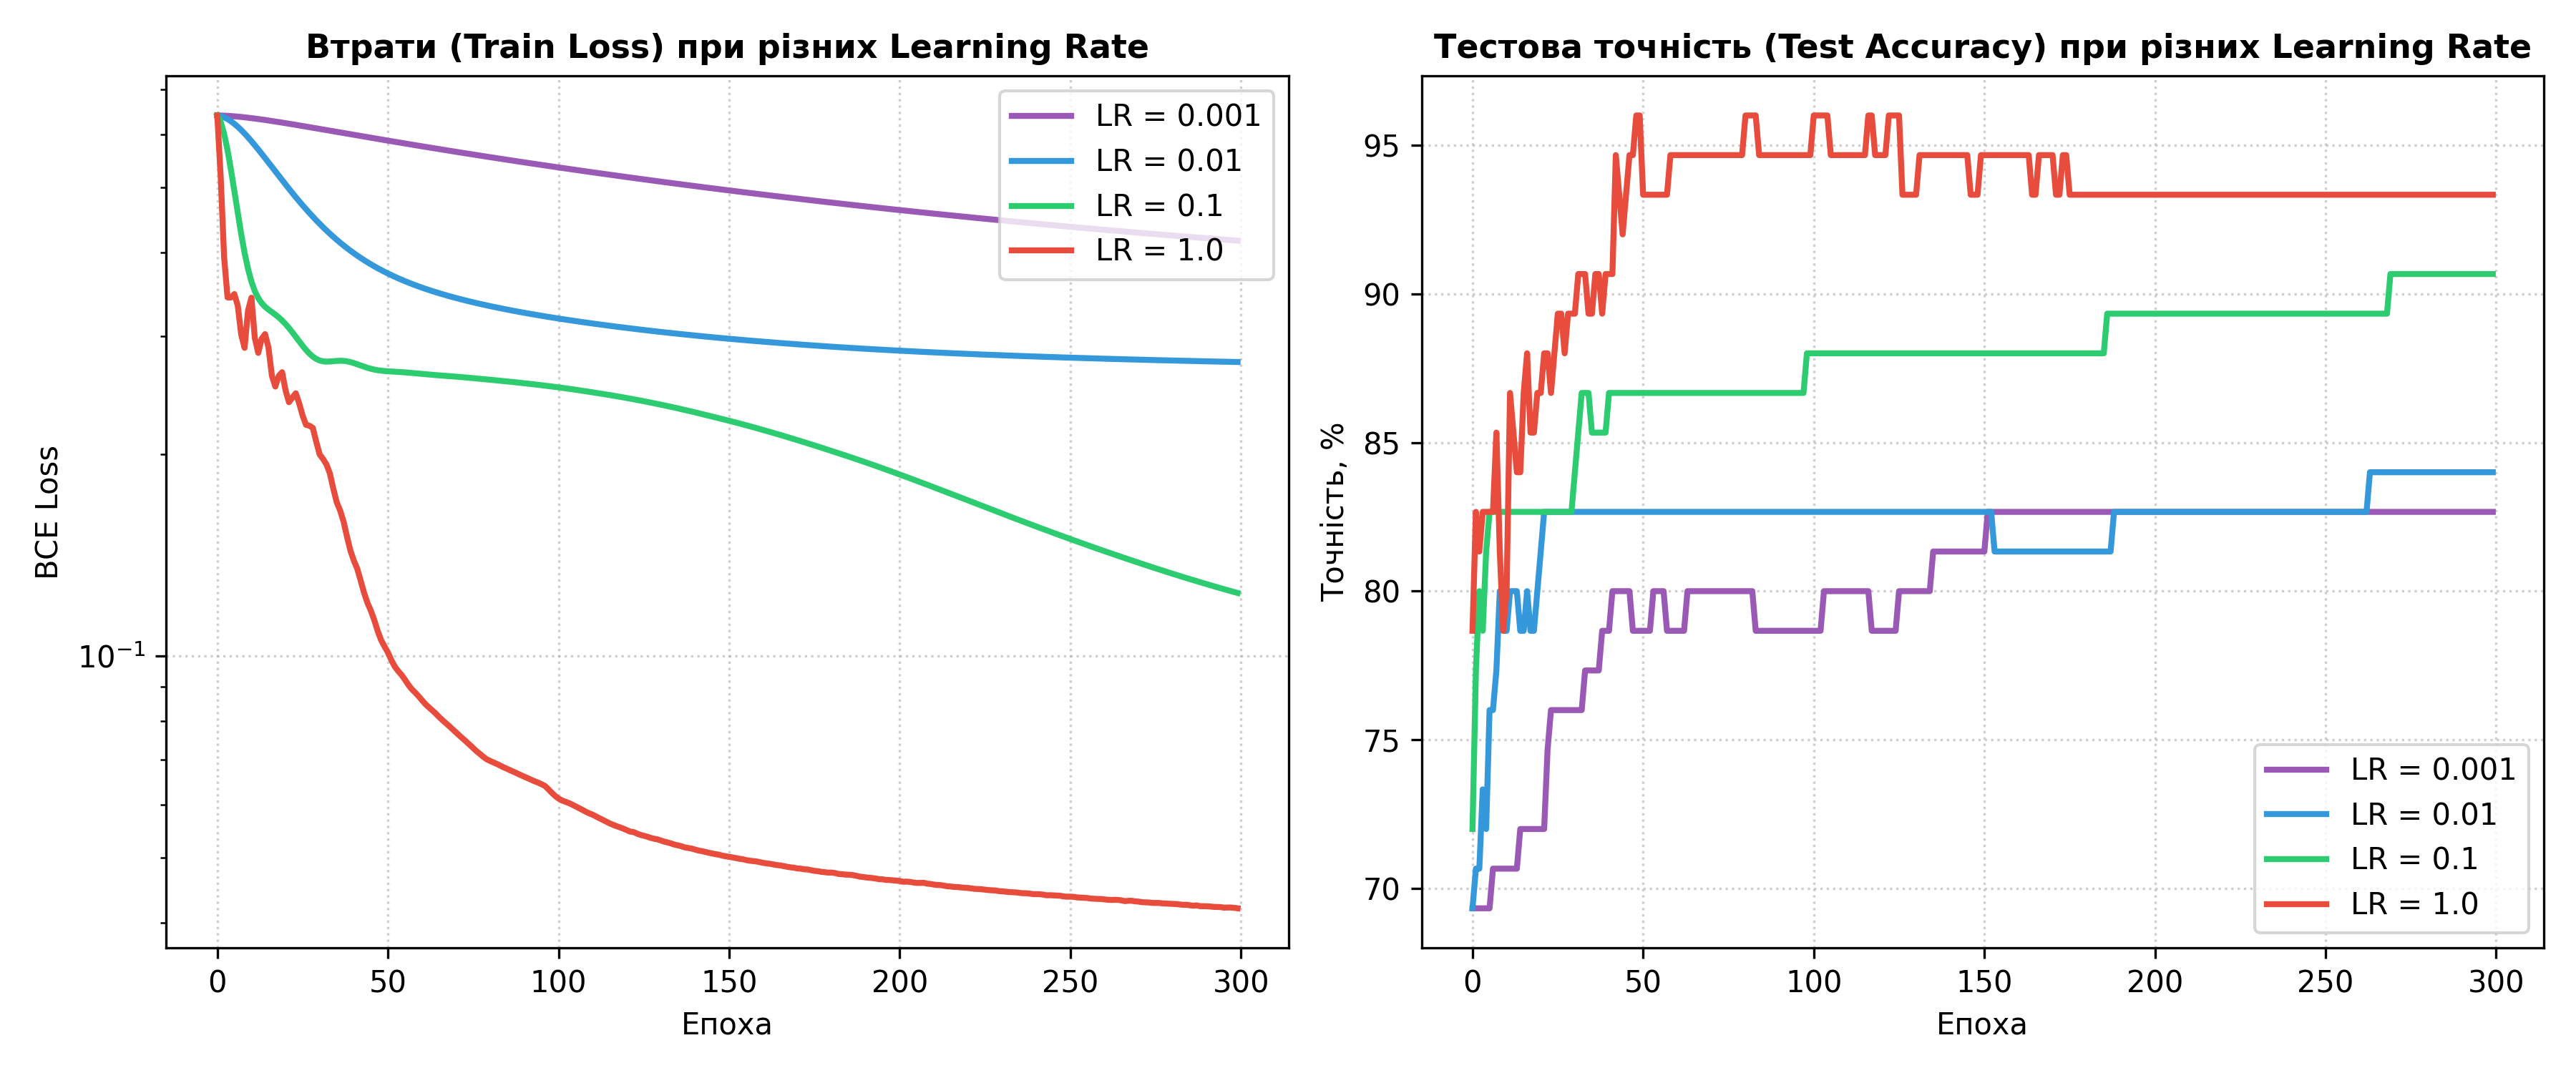 Втрати (Train Loss) при різних Learning Rate
BCE Loss
10⁻¹
0 50 100 150 200 250 300
Епоха
LR = 0.001
LR = 0.01
LR = 0.1
LR = 1.0
Тестова точність (Test Accuracy) при різних Learning Rate
Точність, %
95
90
85
80
75
70
0 50 100 150 200 250 300
Епоха
LR = 0.001
LR = 0.01
LR = 0.1
LR = 1.0